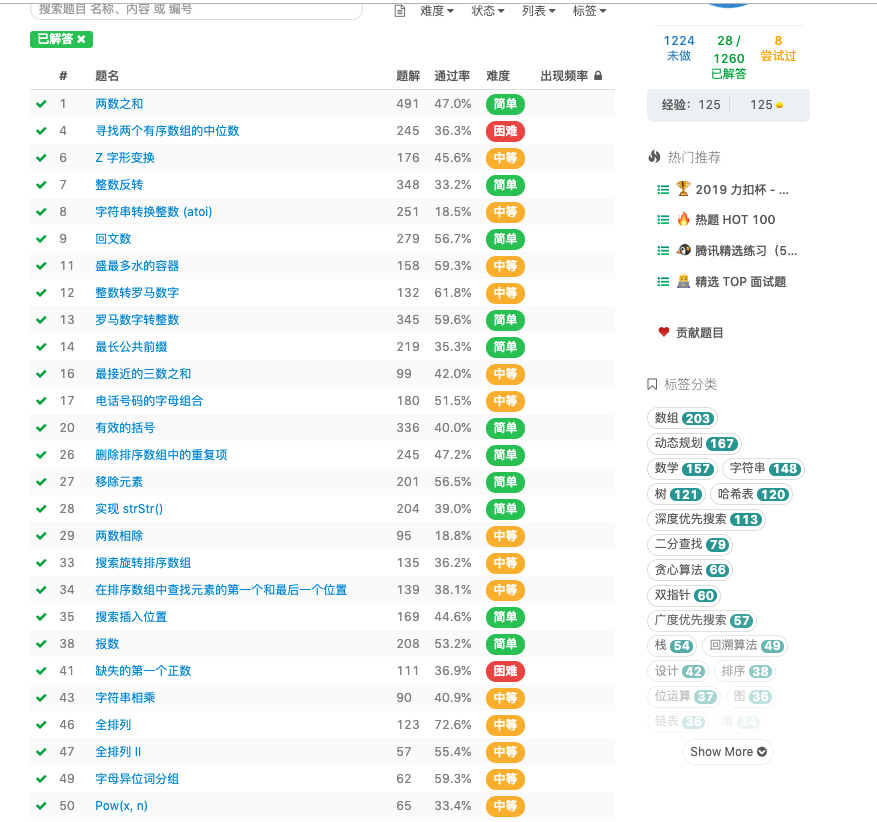 搜索题目 名称、内容 或 编号
难度 状态 列表 标签
已解答 ×
# 题名 题解 通过率 难度 出现频率
1 两数之和 491 47.0% 简单
4 寻找两个有序数组的中位数 245 36.3% 困难
6 Z 字形变换 176 45.6% 中等
7 整数反转 348 33.2% 简单
8 字符串转换整数 (atoi) 251 18.5% 中等
9 回文数 279 56.7% 简单
11 盛最多水的容器 158 59.3% 中等
12 整数转罗马数字 132 61.8% 中等
13 罗马数字转整数 345 59.6% 简单
14 最长公共前缀 219 35.3% 简单
16 最接近的三数之和 99 42.0% 中等
17 电话号码的字母组合 180 51.5% 中等
20 有效的括号 336 40.0% 简单
26 删除排序数组中的重复项 245 47.2% 简单
27 移除元素 201 56.5% 简单
28 实现 strStr() 204 39.0% 简单
29 两数相除 95 18.8% 中等
33 搜索旋转排序数组 135 36.2% 中等
34 在排序数组中查找元素的第一个和最后一个位置 139 38.1% 中等
35 搜索插入位置 169 44.6% 简单
38 报数 208 53.2% 简单
41 缺失的第一个正数 111 36.9% 困难
43 字符串相乘 90 40.9% 中等
46 全排列 123 72.6% 中等
47 全排列 II 57 55.4% 中等
49 字母异位词分组 62 59.3% 中等
50 Pow(x, n) 65 33.4% 中等
1224 28 / 8
未做 1260 尝试过
已解答
经验： 125 125
热门推荐
2019 力扣杯 - ...
热题 HOT 100
腾讯精选练习（5...
精选 TOP 面试题
贡献题目
标签分类
数组 203
动态规划 167
数学 157 字符串 148
树 121 哈希表 120
深度优先搜索 113
二分查找 79
贪心算法 66
双指针 60
广度优先搜索 57
栈 54 回溯算法 49
设计 42 排序 38
位运算 37 图 36
链表 36 堆 34
Show More